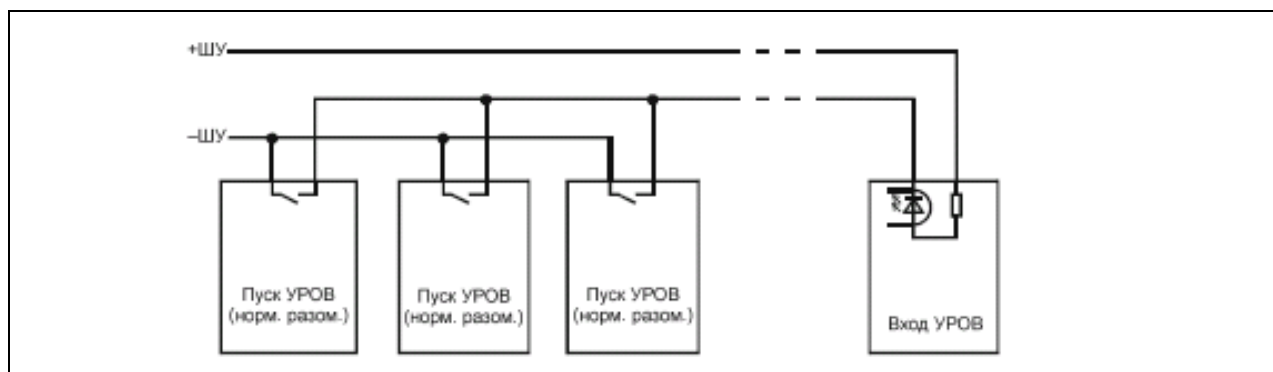 +ШУ
–ШУ
Пуск УРОВ
(норм. разом.)
Пуск УРОВ
(норм. разом.)
Пуск УРОВ
(норм. разом.)
Вход УРОВ